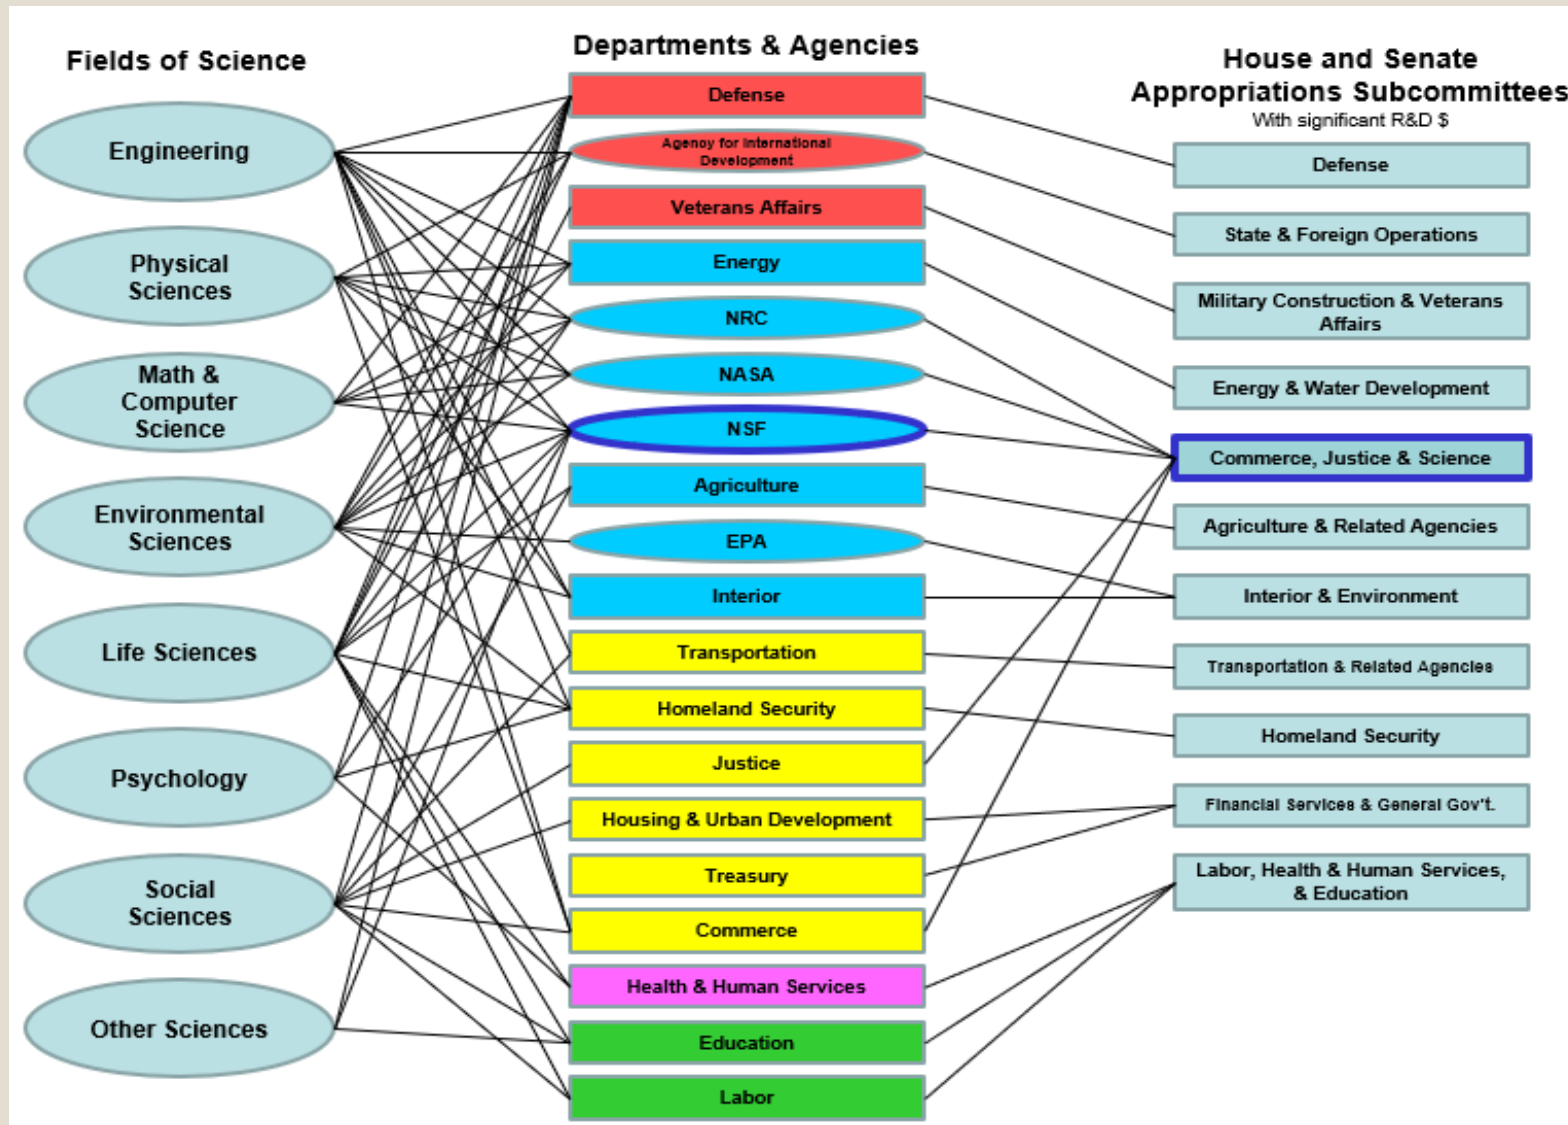 Fields of Science
Engineering
Physical
Sciences
Math &
Computer
Science
Environmental
Sciences
Life Sciences
Psychology
Social
Sciences
Other Sciences
Departments & Agencies
Defense
Agency for International
Development
Veterans Affairs
Energy
NRC
NASA
NSF
Agriculture
EPA
Interior
Transportation
Homeland Security
Justice
Housing & Urban Development
Treasury
Commerce
Health & Human Services
Education
Labor
House and Senate
Appropriations Subcommittees
With significant R&D $
Defense
State & Foreign Operations
Military Construction & Veterans
Affairs
Energy & Water Development
Commerce, Justice & Science
Agriculture & Related Agencies
Interior & Environment
Transportation & Related Agencies
Homeland Security
Financial Services & General Gov't.
Labor, Health & Human Services,
& Education